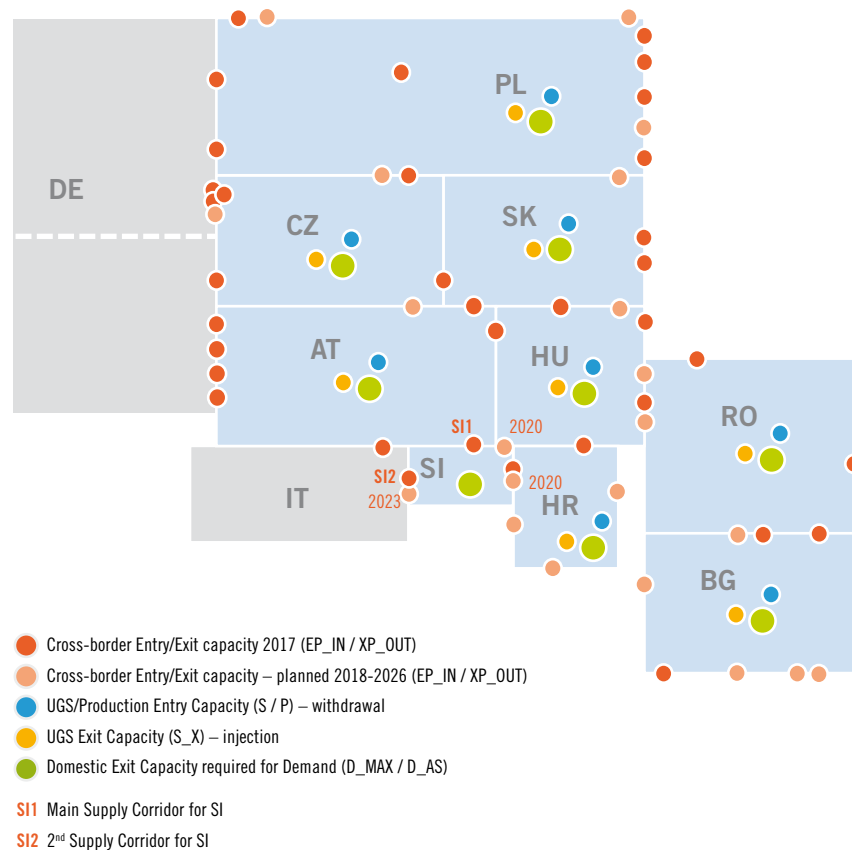 PL
DE
CZ
SK
AT
HU
RO
SI1
2020
SI2
SI
2020
2023
IT
HR
BG
Cross-border Entry/Exit capacity 2017 (EP_IN / XP_OUT)
Cross-border Entry/Exit capacity – planned 2018-2026 (EP_IN / XP_OUT)
UGS/Production Entry Capacity (S / P) – withdrawal
UGS Exit Capacity (S_X) – injection
Domestic Exit Capacity required for Demand (D_MAX / D_AS)
SI1 Main Supply Corridor for SI
SI2 2nd Supply Corridor for SI